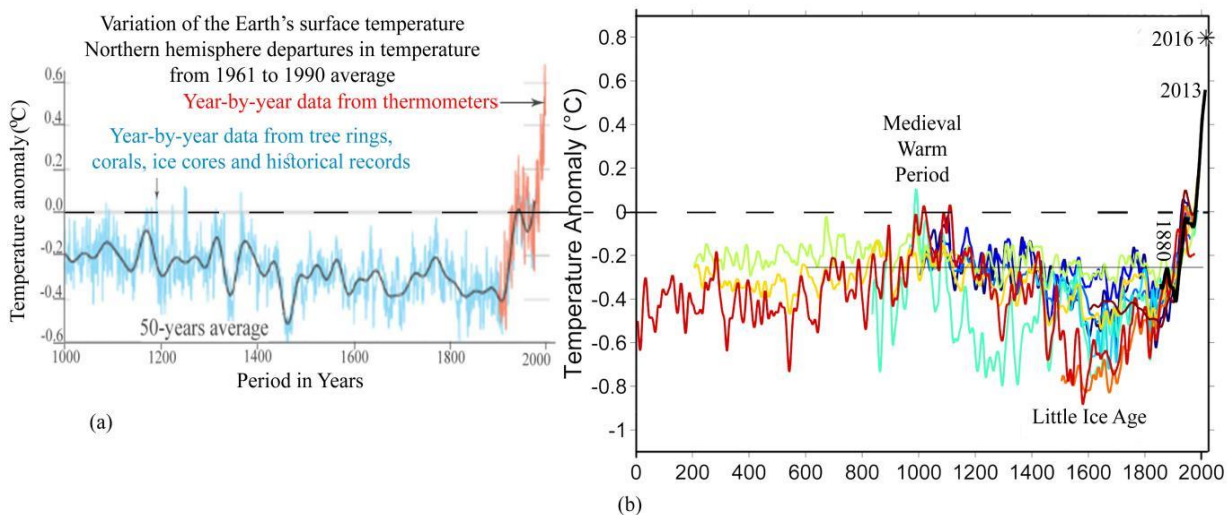 Variation of the Earth's surface temperature
Northern hemisphere departures in temperature
from 1961 to 1990 average
Year-by-year data from thermometers
Year-by-year data from tree rings,
corals, ice cores and historical records
Temperature anomaly (⁰C)
0.6
0.4
0.2
0.0
-0.2
-0.4
-0.6
50-years average
1000
1200
1400
1600
1800
2000
Period in Years
(a)
Temperature Anomaly (°C)
0.8
0.6
0.4
0.2
0
-0.2
-0.4
-0.6
-0.8
-1
2016
2013
Medieval
Warm
Period
1880
Little Ice Age
0
200
400
600
800
1000
1200
1400
1600
1800
2000
(b)